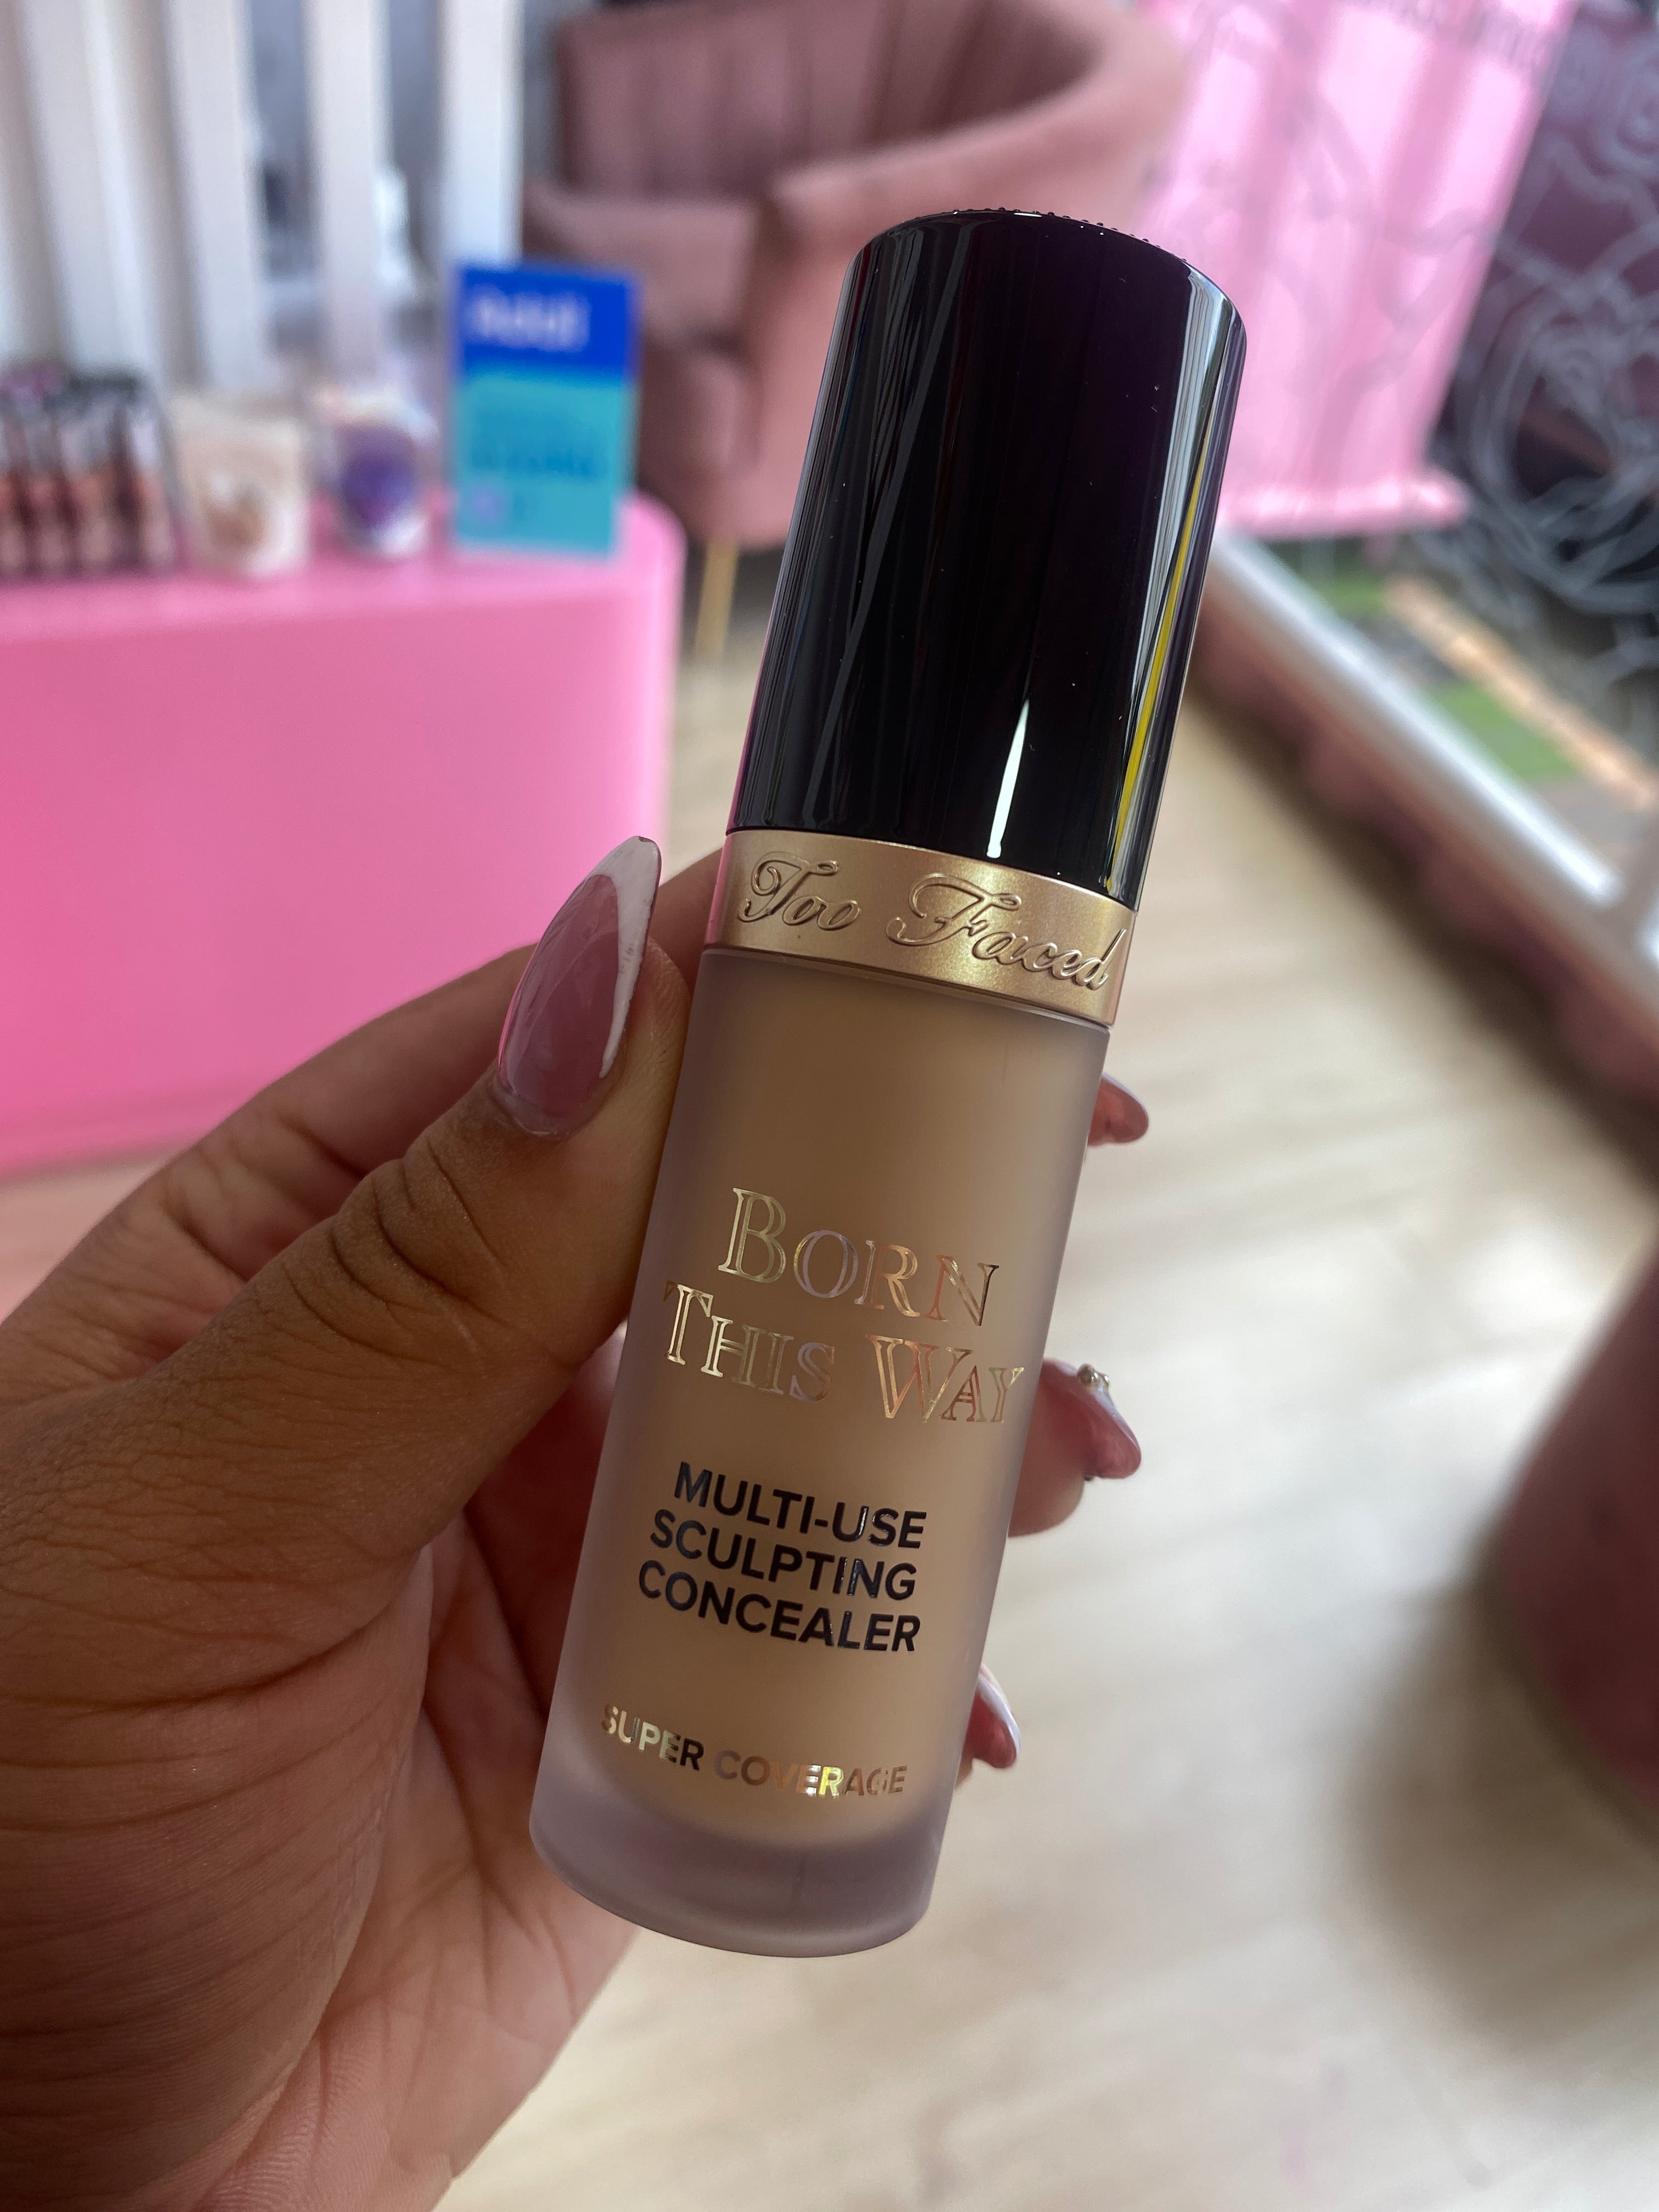 Too Faced
BORN
THIS WAY
MULTI-USE
SCULPTING
CONCEALER
SUPER COVERAGE